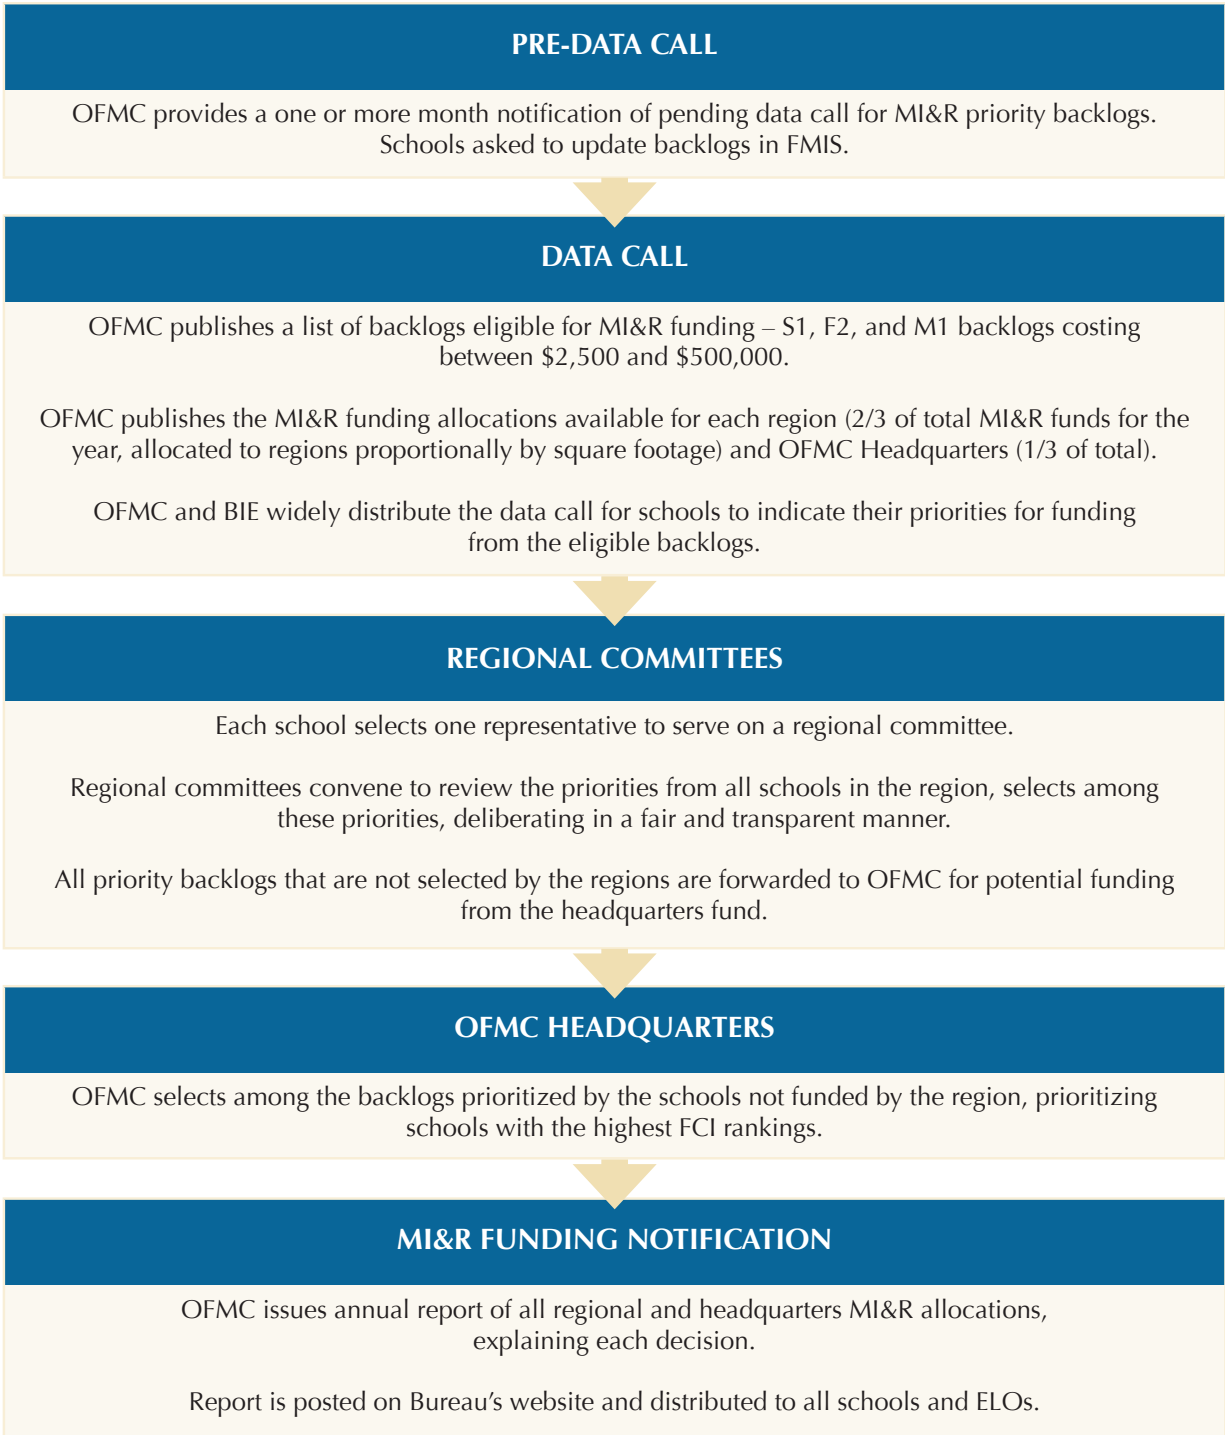 PRE-DATA CALL
OFMC provides a one or more month notification of pending data call for MI&R priority backlogs.
Schools asked to update backlogs in FMIS.
DATA CALL
OFMC publishes a list of backlogs eligible for MI&R funding – S1, F2, and M1 backlogs costing
between $2,500 and $500,000.
OFMC publishes the MI&R funding allocations available for each region (2/3 of total MI&R funds for the
year, allocated to regions proportionally by square footage) and OFMC Headquarters (1/3 of total).
OFMC and BIE widely distribute the data call for schools to indicate their priorities for funding
from the eligible backlogs.
REGIONAL COMMITTEES
Each school selects one representative to serve on a regional committee.
Regional committees convene to review the priorities from all schools in the region, selects among
these priorities, deliberating in a fair and transparent manner.
All priority backlogs that are not selected by the regions are forwarded to OFMC for potential funding
from the headquarters fund.
OFMC HEADQUARTERS
OFMC selects among the backlogs prioritized by the schools not funded by the region, prioritizing
schools with the highest FCI rankings.
MI&R FUNDING NOTIFICATION
OFMC issues annual report of all regional and headquarters MI&R allocations,
explaining each decision.
Report is posted on Bureau's website and distributed to all schools and ELOs.